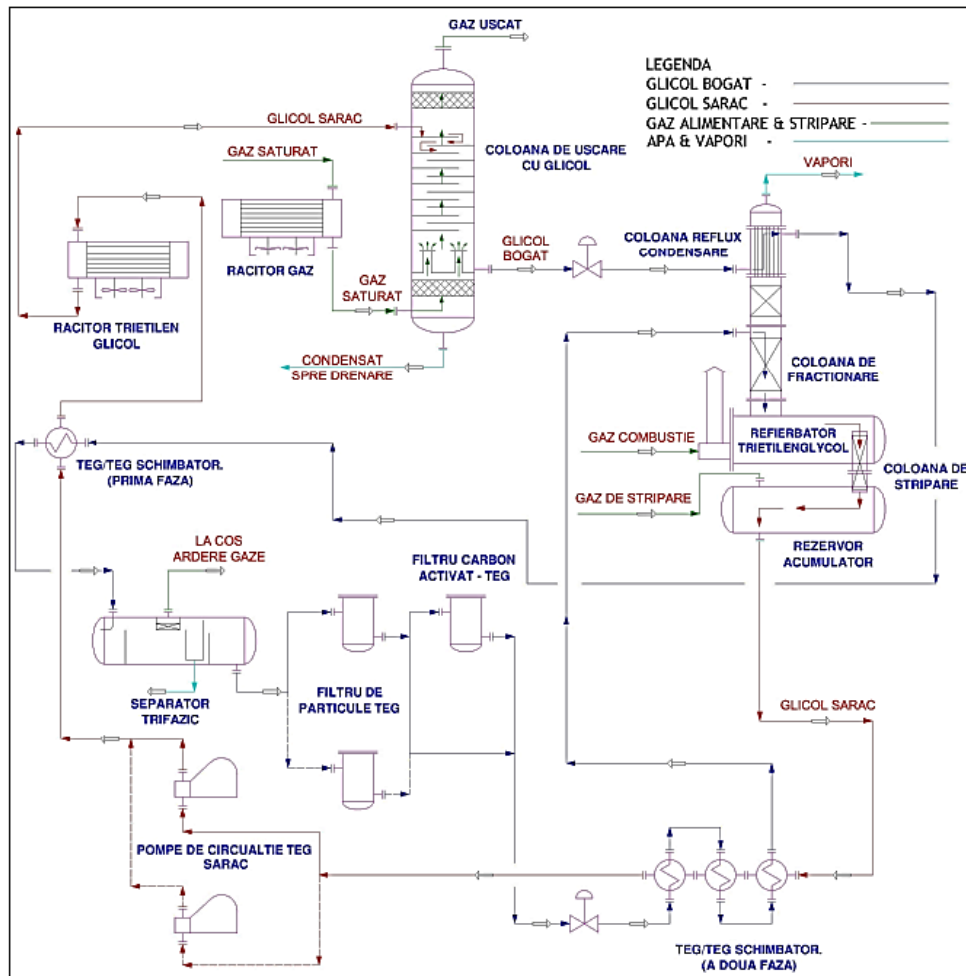 GAZ USCAT
LEGENDA
GLICOL BOGAT -
GLICOL SARAC -
GAZ ALIMENTARE & STRIPARE -
APA & VAPORI -
GLICOL SARAC
GAZ SATURAT
COLOANA DE USCARE
CU GLICOL
VAPORI
GLICOL
BOGAT
COLOANA REFLUX
CONDENSARE
RACITOR GAZ
GAZ
SATURAT
RACITOR TRIETILEN
GLICOL
CONDENSAT
SPRE DRENARE
COLOANA DE
FRACTIONARE
GAZ COMBUSTIE
REFIERBATOR
TRIETILENGLYCOL
COLOANA DE
STRIPARE
TEG/TEG SCHIMBATOR.
(PRIMA FAZA)
GAZ DE STRIPARE
REZERVOR
ACUMULATOR
LA COS
ARDERE GAZE
FILTRU CARBON
ACTIVAT - TEG
SEPARATOR
TRIFAZIC
FILTRU DE
PARTICULE TEG
GLICOL SARAC
POMPE DE CIRCUALTIE TEG
SARAC
TEG/TEG SCHIMBATOR.
(A DOUA FAZA)